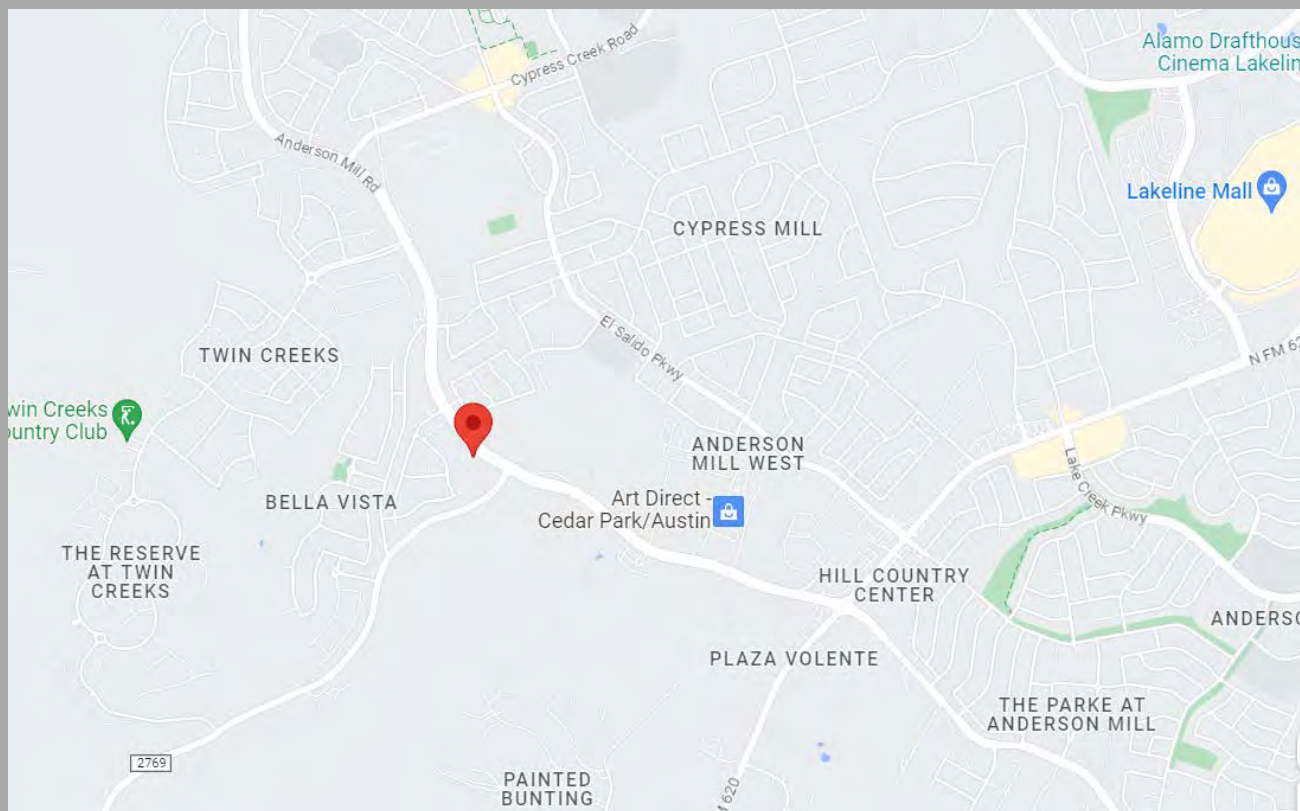 Alamo Drafthous
Cinema Lakelin
Cypress Creek Road
Anderson Mill Rd
Lakeline Mall
CYPRESS MILL
El Salido Pkwy
TWIN CREEKS
N FM 62
win Creeks
ountry Club
ANDERSON
MILL WEST
Lake Creek Pkwy
BELLA VISTA
Art Direct -
Cedar Park/Austin
THE RESERVE
AT TWIN
CREEKS
HILL COUNTRY
CENTER
ANDERSO
PLAZA VOLENTE
THE PARKE AT
ANDERSON MILL
2769
PAINTED
BUNTING
M 620